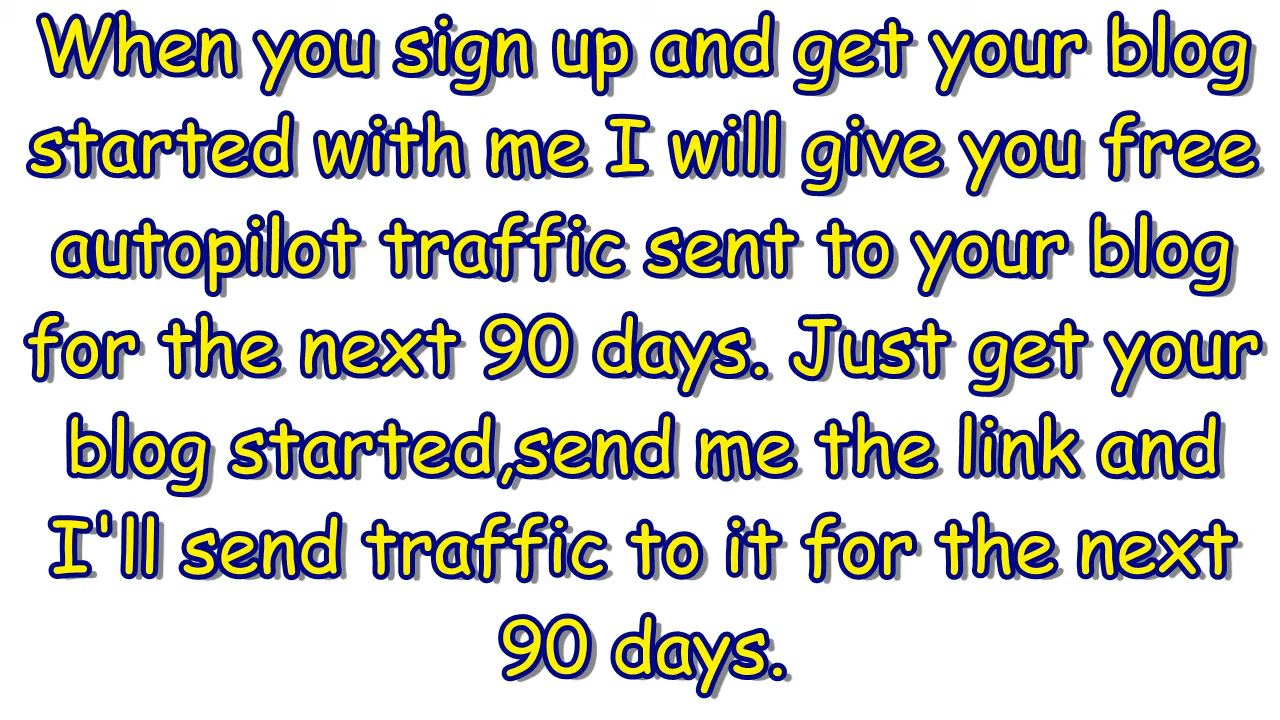 When you sign up and get your blog
started with me I will give you free
autopilot traffic sent to your blog
for the next 90 days. Just get your
blog started,send me the link and
I'll send traffic to it for the next
90 days.